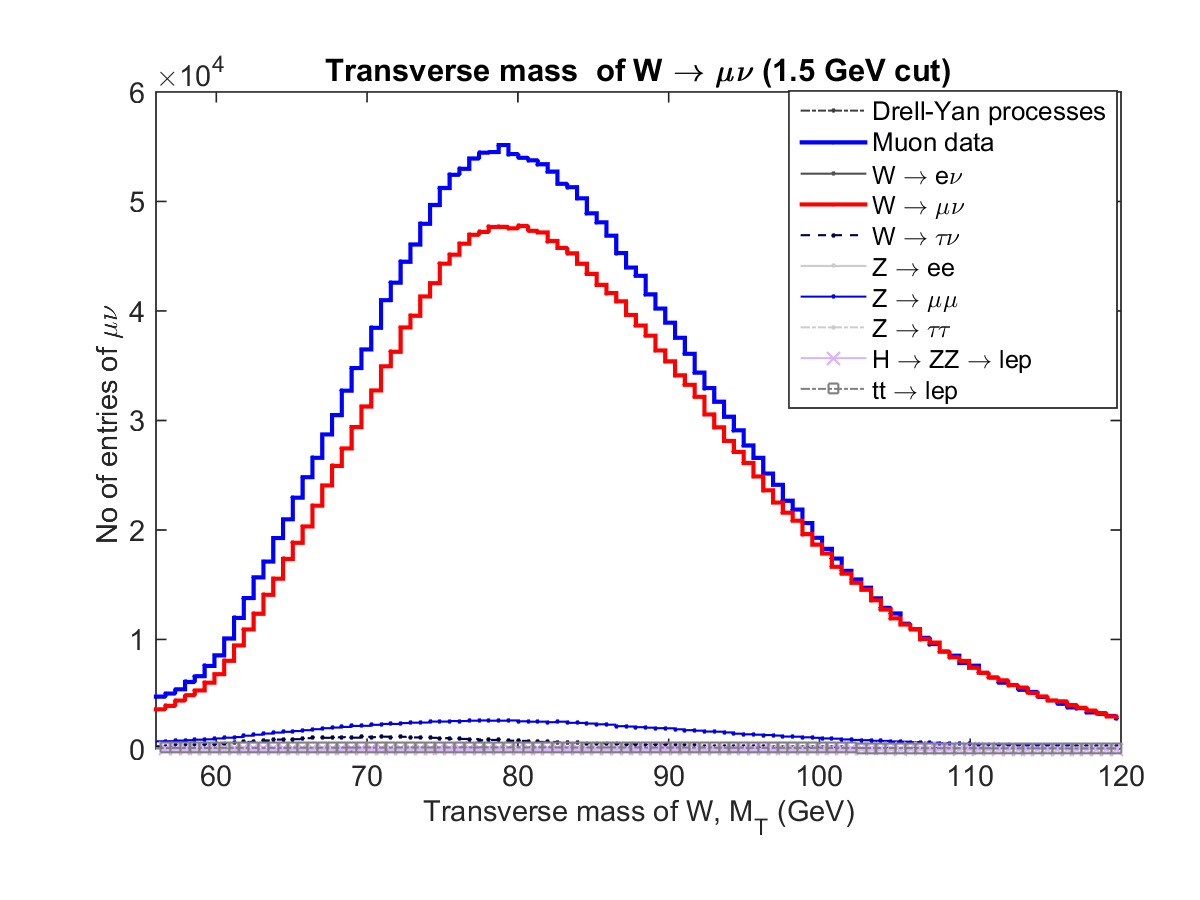 Transverse mass of W → μν (1.5 GeV cut)
×10⁴
6
5
4
3
2
1
0
No of entries of μν
Drell-Yan processes
Muon data
W → eν
W → μν
W → τν
Z → ee
Z → μμ
Z → ττ
H → ZZ → lep
tt → lep
60 70 80 90 100 110 120
Transverse mass of W, M_T (GeV)